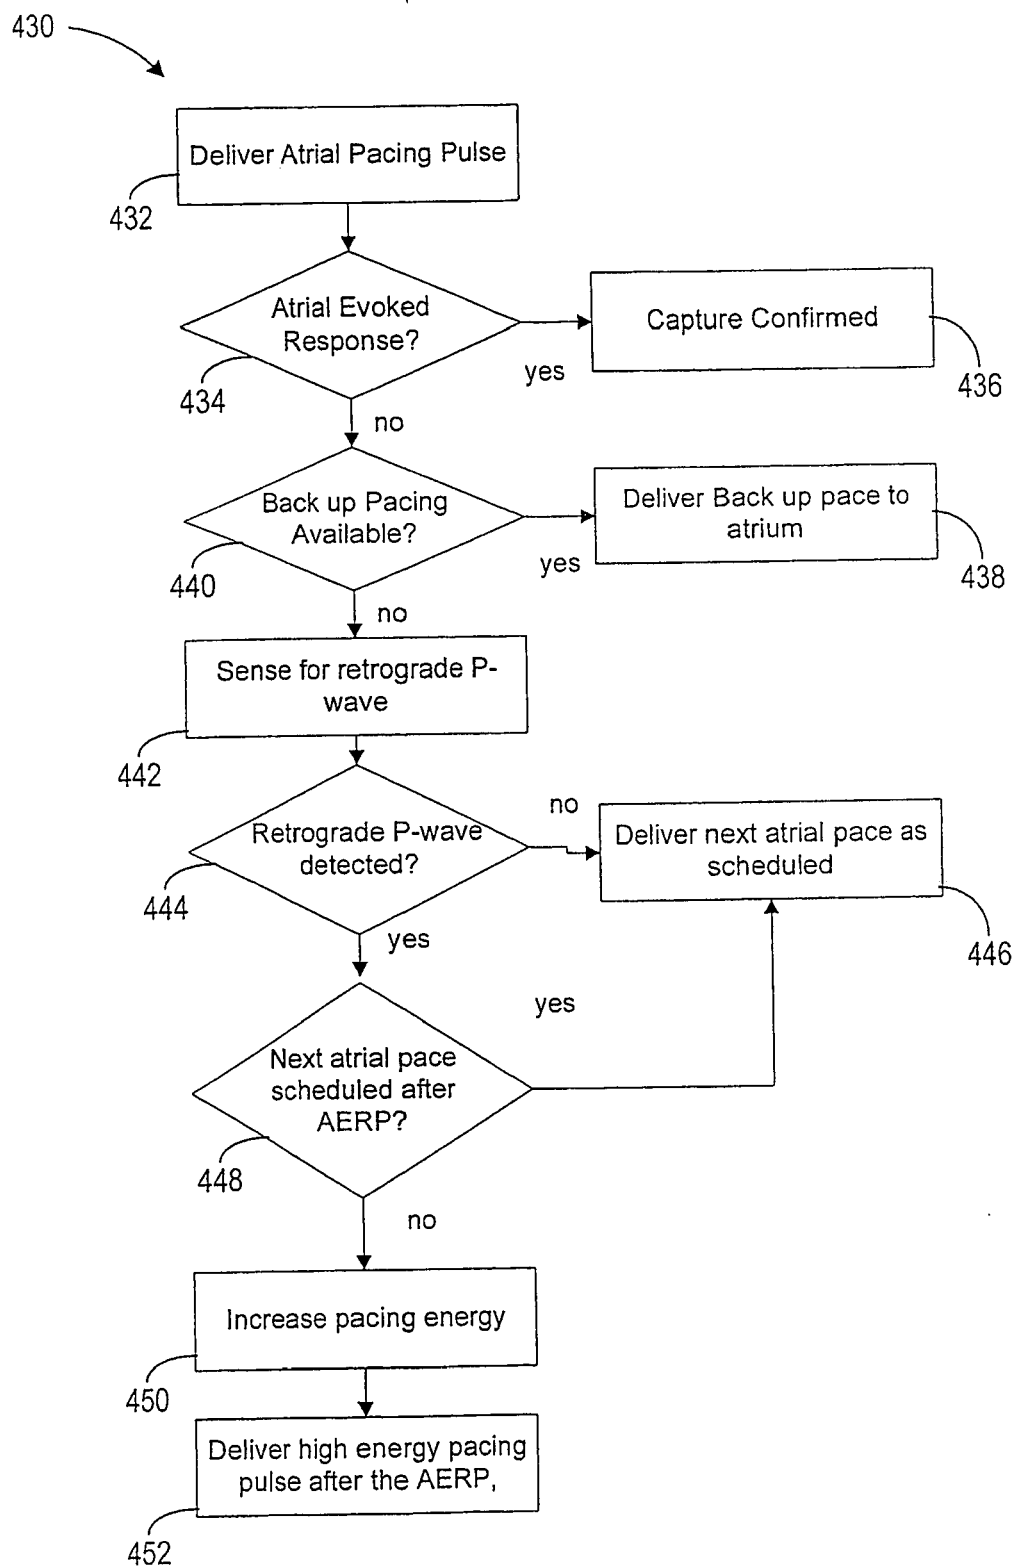 430
Deliver Atrial Pacing Pulse
432
Atrial Evoked
Response?
Capture Confirmed
yes
434
436
no
Back up Pacing
Available?
Deliver Back up pace to
atrium
yes
440
438
no
Sense for retrograde P-
wave
442
no
Retrograde P-wave
detected?
Deliver next atrial pace as
scheduled
444
446
yes
yes
Next atrial pace
scheduled after
AERP?
448
no
Increase pacing energy
450
Deliver high energy pacing
pulse after the AERP,
452